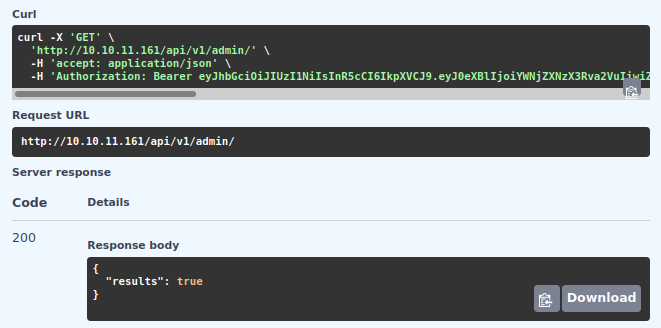 Curl
curl -X 'GET' \
'http://10.10.11.161/api/v1/admin/' \
-H 'accept: application/json' \
-H 'Authorization: Bearer eyJhbGciOiJIUzI1NiIsInR5cCI6IkpXVCJ9.eyJ0eXBlIjoiYWNjZXNzX3Rva2VuIiwiZ
Request URL
http://10.10.11.161/api/v1/admin/
Server response
Code Details
200
Response body
{
"results": true
}
Download